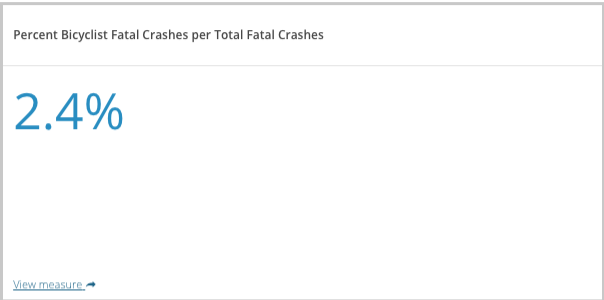 Percent Bicyclist Fatal Crashes per Total Fatal Crashes
2.4%
View measure